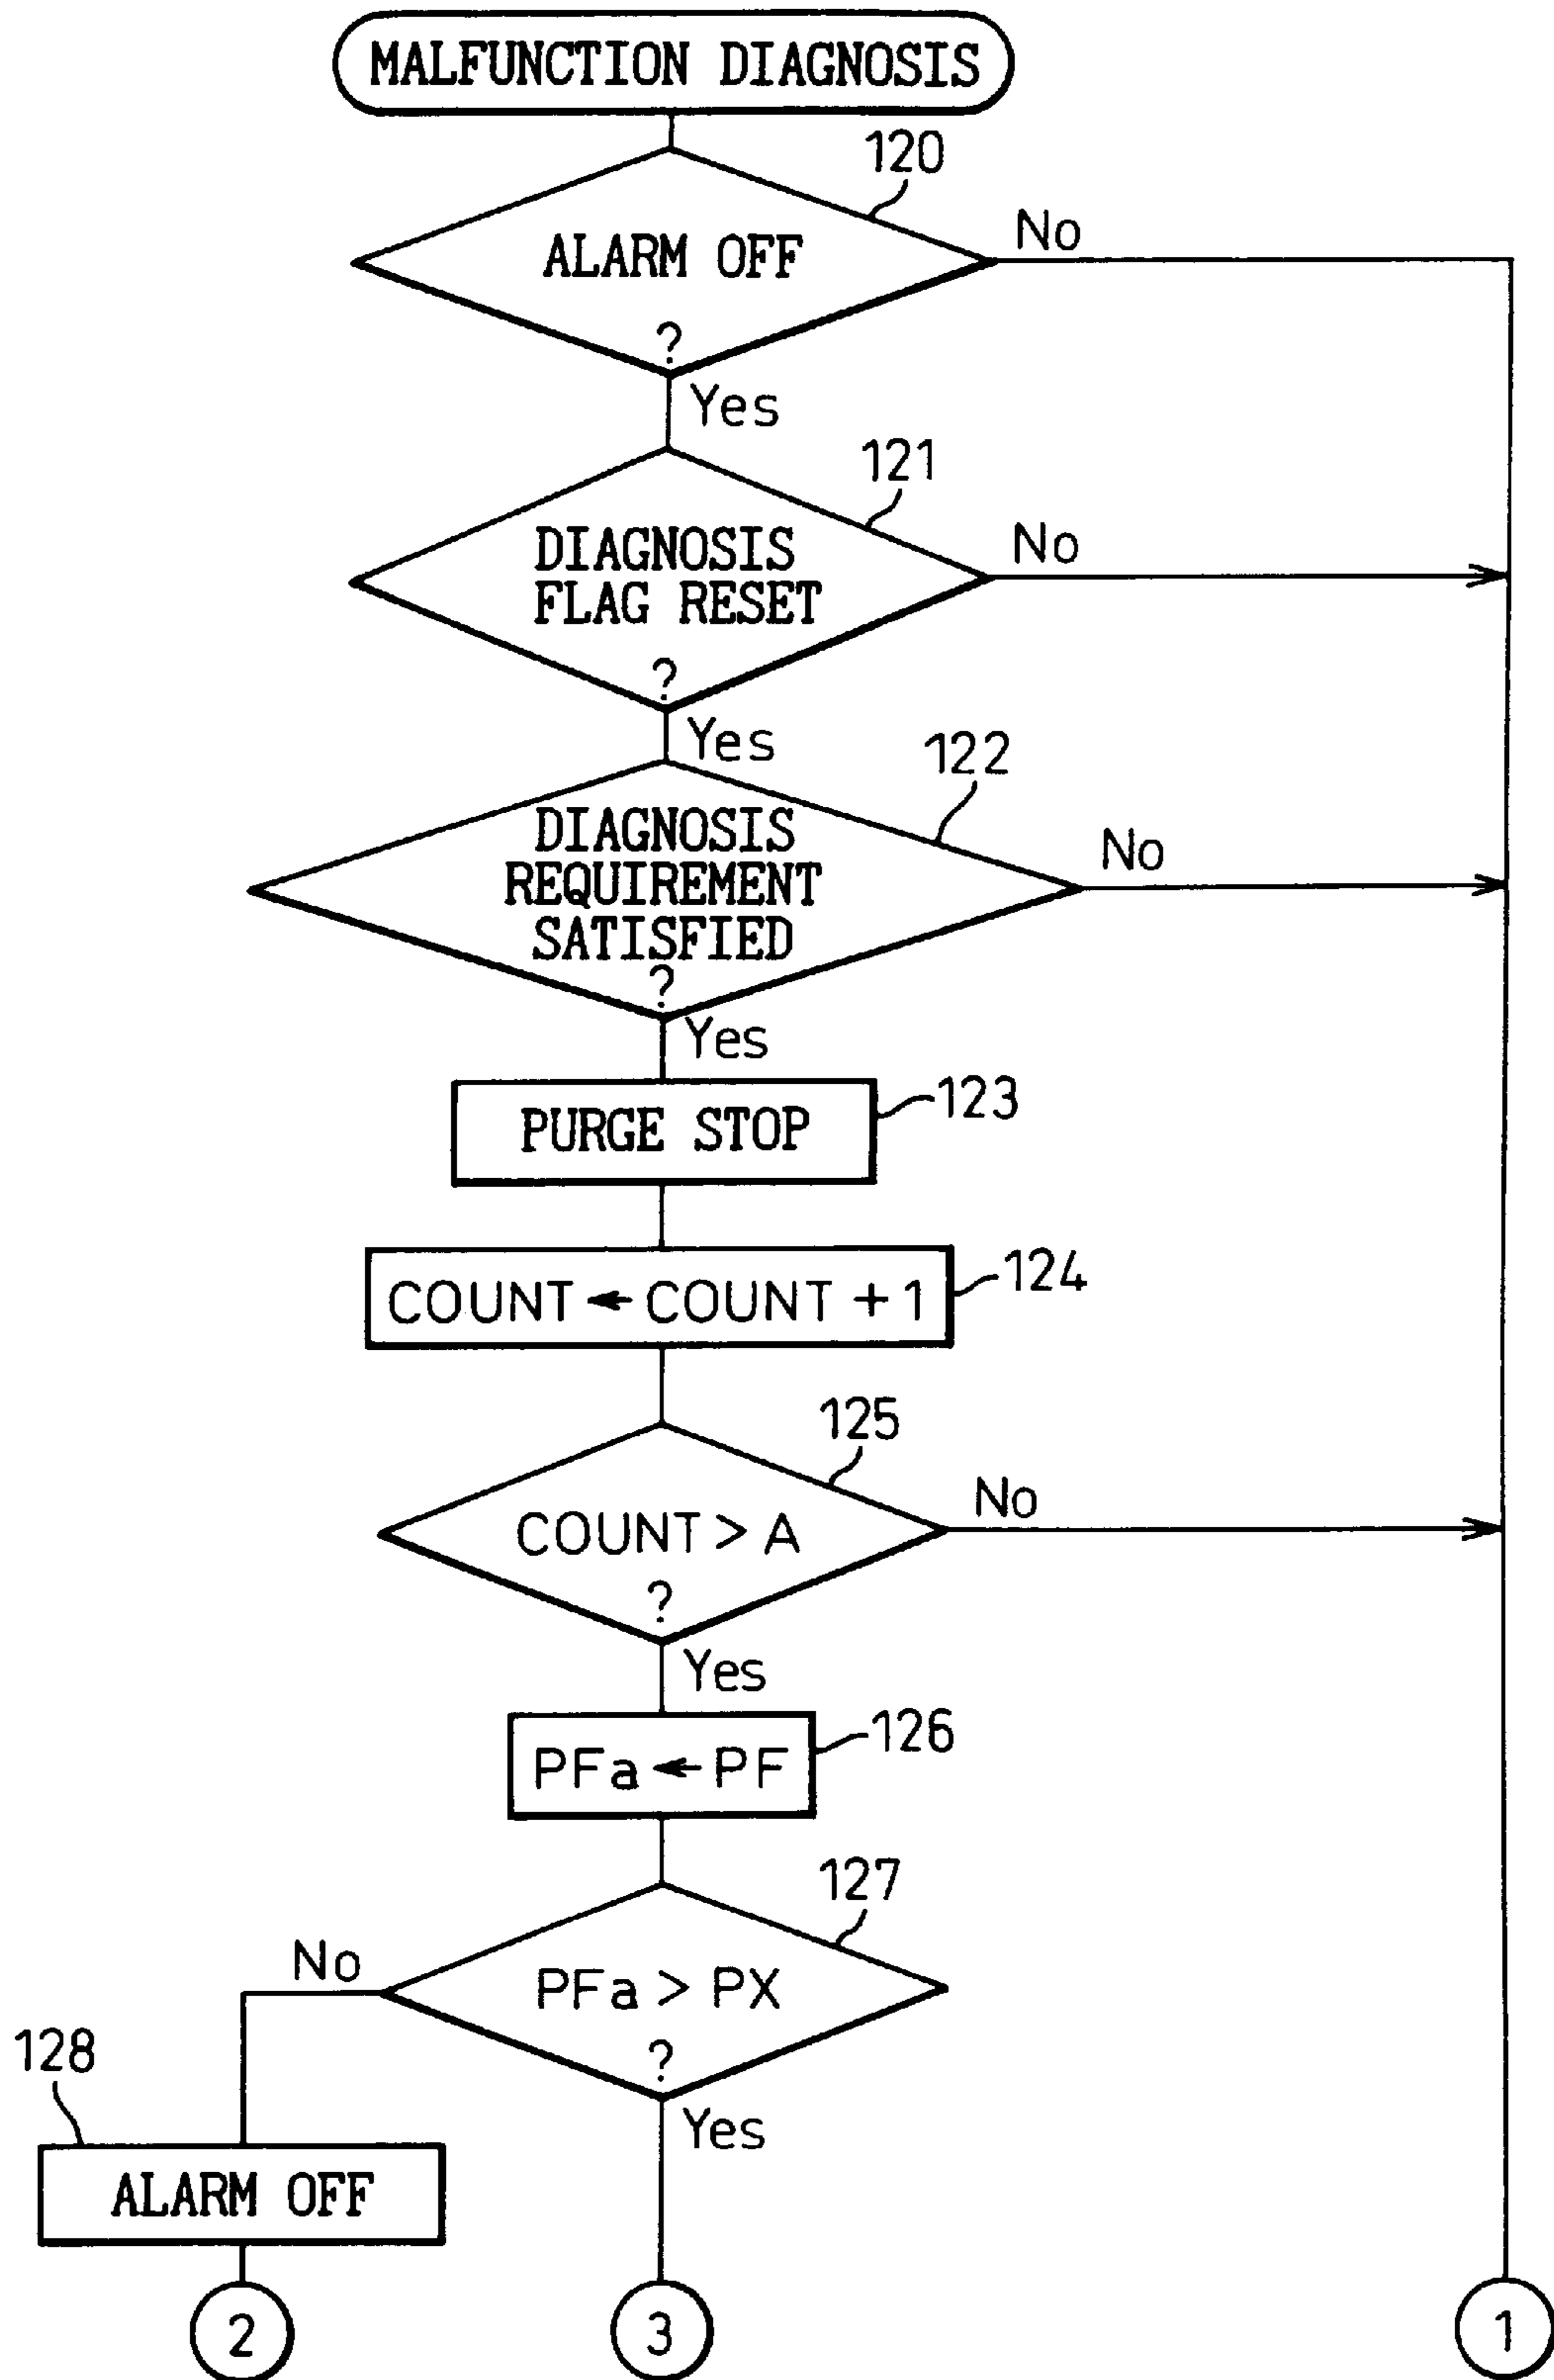 MALFUNCTION DIAGNOSIS
120
ALARM OFF
?
No
Yes
121
DIAGNOSIS
FLAG RESET
?
No
Yes
122
DIAGNOSIS
REQUIREMENT
SATISFIED
?
No
Yes
PURGE STOP
123
COUNT ← COUNT + 1
124
125
COUNT > A
?
No
Yes
PFa ← PF
126
127
PFa > PX
?
No
Yes
128
ALARM OFF
2
3
1